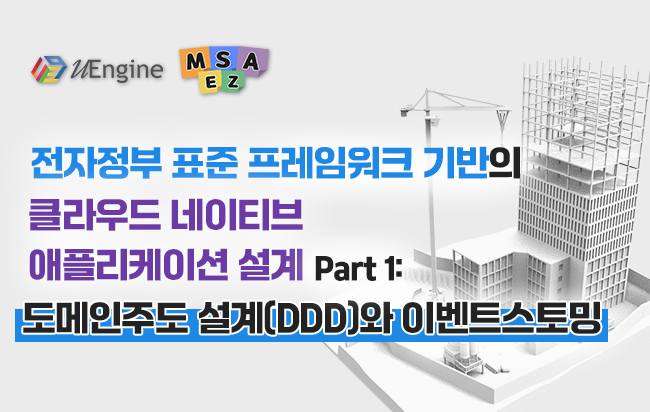 uEngine
MSA
EZ
전자정부 표준 프레임워크 기반의
클라우드 네이티브
애플리케이션 설계 Part 1:
도메인주도 설계(DDD)와 이벤트스토밍